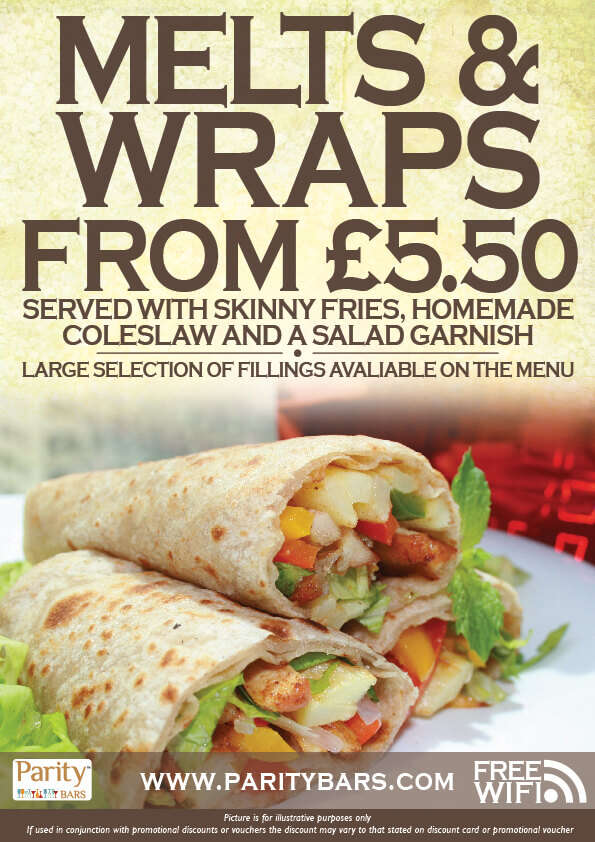 MELTS &
WRAPS
FROM £5.50
SERVED WITH SKINNY FRIES, HOMEMADE
COLESLAW AND A SALAD GARNISH
LARGE SELECTION OF FILLINGS AVALIABLE ON THE MENU
Parity™
BARS
WWW.PARITYBARS.COM
FREE
WIFI
Picture is for illustrative purposes only
If used in conjunction with promotional discounts or vouchers the discount may vary to that stated on discount card or promotional voucher